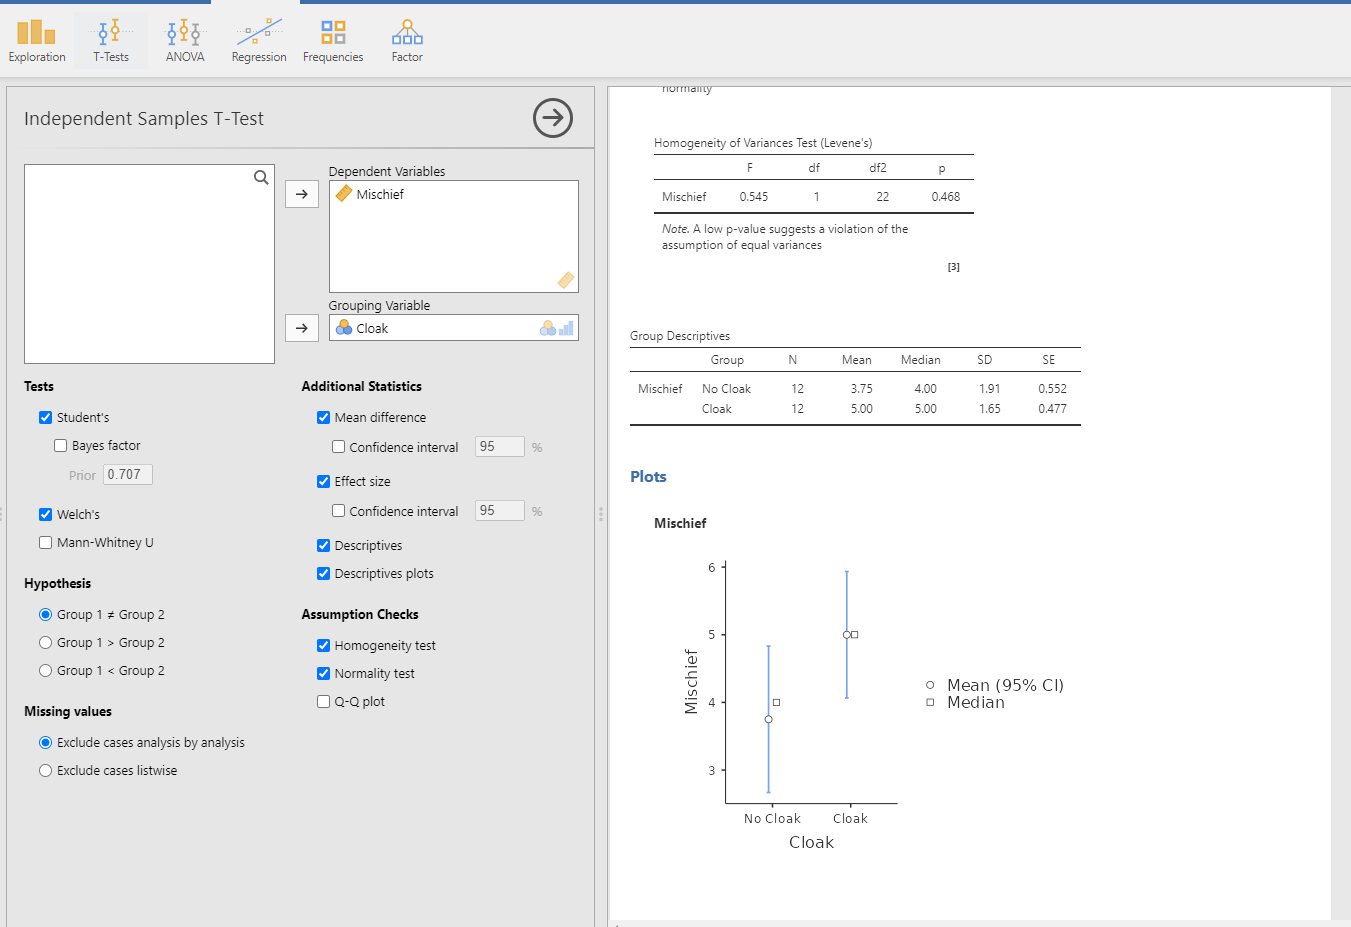 Exploration
T-Tests
ANOVA
Regression
Frequencies
Factor
Independent Samples T-Test
Dependent Variables
Mischief
Grouping Variable
Cloak
Tests
Student's
Bayes factor
Prior 0.707
Welch's
Mann-Whitney U
Hypothesis
Group 1 ≠ Group 2
Group 1 > Group 2
Group 1 < Group 2
Missing values
Exclude cases analysis by analysis
Exclude cases listwise
Additional Statistics
Mean difference
Confidence interval 95 %
Effect size
Confidence interval 95 %
Descriptives
Descriptives plots
Assumption Checks
Homogeneity test
Normality test
Q-Q plot
normality
Homogeneity of Variances Test (Levene's)
F df df2 p
Mischief 0.545 1 22 0.468
Note. A low p-value suggests a violation of the
assumption of equal variances
[3]
Group Descriptives
Group N Mean Median SD SE
Mischief No Cloak 12 3.75 4.00 1.91 0.552
Cloak 12 5.00 5.00 1.65 0.477
Plots
Mischief
6
5
4
3
Mischief
No Cloak Cloak
Cloak
Mean (95% CI)
Median